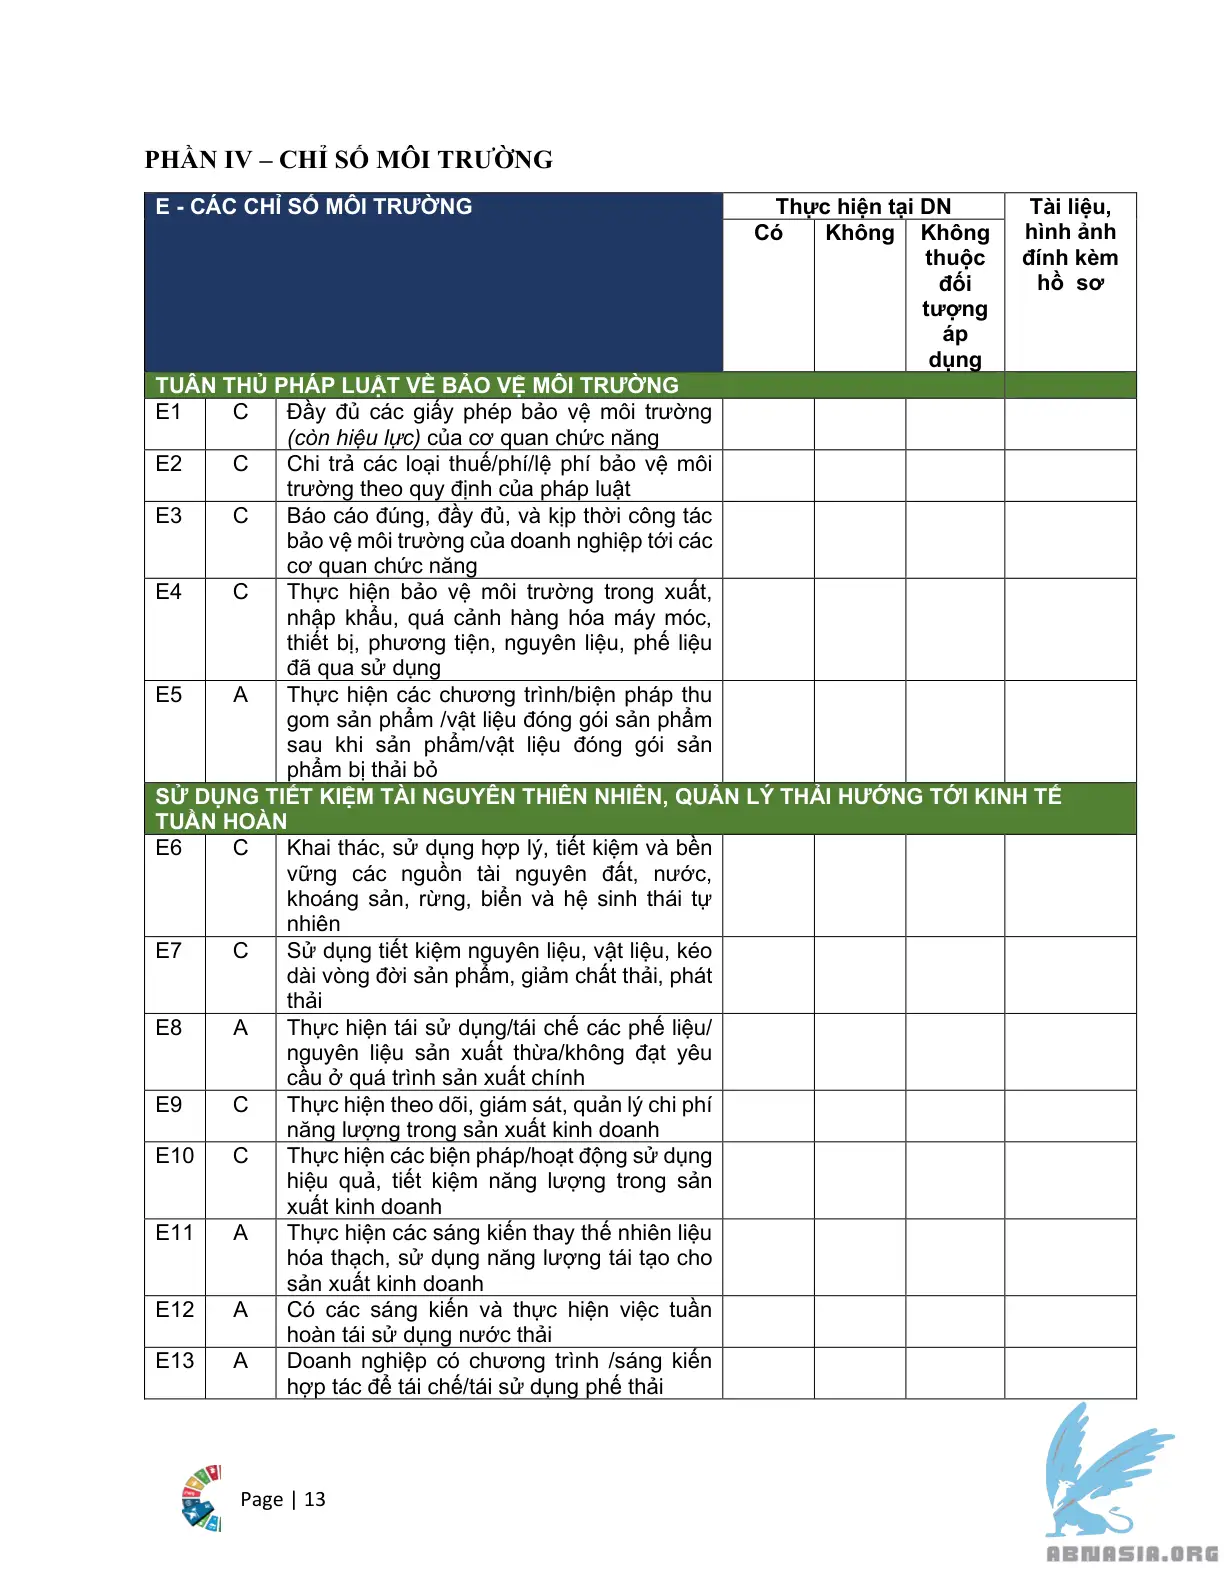 PHẦN IV – CHỈ SỐ MÔI TRƯỜNG
E - CÁC CHỈ SỐ MÔI TRƯỜNG
Thực hiện tại DN
Tài liệu,
hình ảnh
đính kèm
hồ sơ
Có
Không
Không
thuộc
đối
tượng
áp
dụng
TUÂN THỦ PHÁP LUẬT VỀ BẢO VỆ MÔI TRƯỜNG
E1 C Đầy đủ các giấy phép bảo vệ môi trường
(còn hiệu lực) của cơ quan chức năng
E2 C Chi trả các loại thuế/phí/lệ phí bảo vệ môi
trường theo quy định của pháp luật
E3 C Báo cáo đúng, đầy đủ, và kịp thời công tác
bảo vệ môi trường của doanh nghiệp tới các
cơ quan chức năng
E4 C Thực hiện bảo vệ môi trường trong xuất,
nhập khẩu, quá cảnh hàng hóa máy móc,
thiết bị, phương tiện, nguyên liệu, phế liệu
đã qua sử dụng
E5 A Thực hiện các chương trình/biện pháp thu
gom sản phẩm /vật liệu đóng gói sản phẩm
sau khi sản phẩm/vật liệu đóng gói sản
phẩm bị thải bỏ
SỬ DỤNG TIẾT KIỆM TÀI NGUYÊN THIÊN NHIÊN, QUẢN LÝ THẢI HƯỚNG TỚI KINH TẾ
TUẦN HOÀN
E6 C Khai thác, sử dụng hợp lý, tiết kiệm và bền
vững các nguồn tài nguyên đất, nước,
khoáng sản, rừng, biển và hệ sinh thái tự
nhiên
E7 C Sử dụng tiết kiệm nguyên liệu, vật liệu, kéo
dài vòng đời sản phẩm, giảm chất thải, phát
thải
E8 A Thực hiện tái sử dụng/tái chế các phế liệu/
nguyên liệu sản xuất thừa/không đạt yêu
cầu ở quá trình sản xuất chính
E9 C Thực hiện theo dõi, giám sát, quản lý chi phí
năng lượng trong sản xuất kinh doanh
E10 C Thực hiện các biện pháp/hoạt động sử dụng
hiệu quả, tiết kiệm năng lượng trong sản
xuất kinh doanh
E11 A Thực hiện các sáng kiến thay thế nhiên liệu
hóa thạch, sử dụng năng lượng tái tạo cho
sản xuất kinh doanh
E12 A Có các sáng kiến và thực hiện việc tuần
hoàn tái sử dụng nước thải
E13 A Doanh nghiệp có chương trình /sáng kiến
hợp tác để tái chế/tái sử dụng phế thải
Page | 13
ABNASIA.ORG